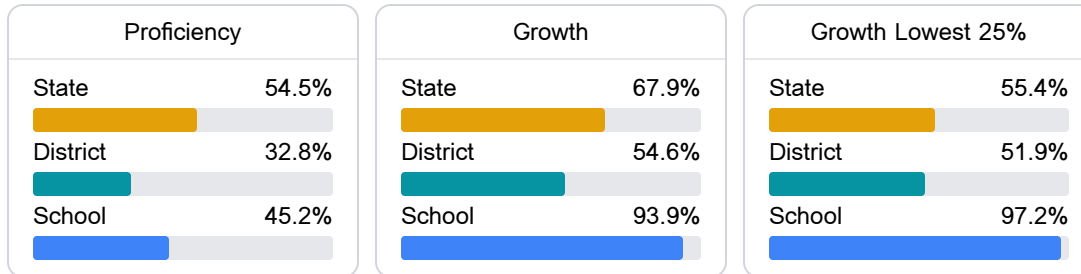 Proficiency
State 54.5%
District 32.8%
School 45.2%
Growth
State 67.9%
District 54.6%
School 93.9%
Growth Lowest 25%
State 55.4%
District 51.9%
School 97.2%